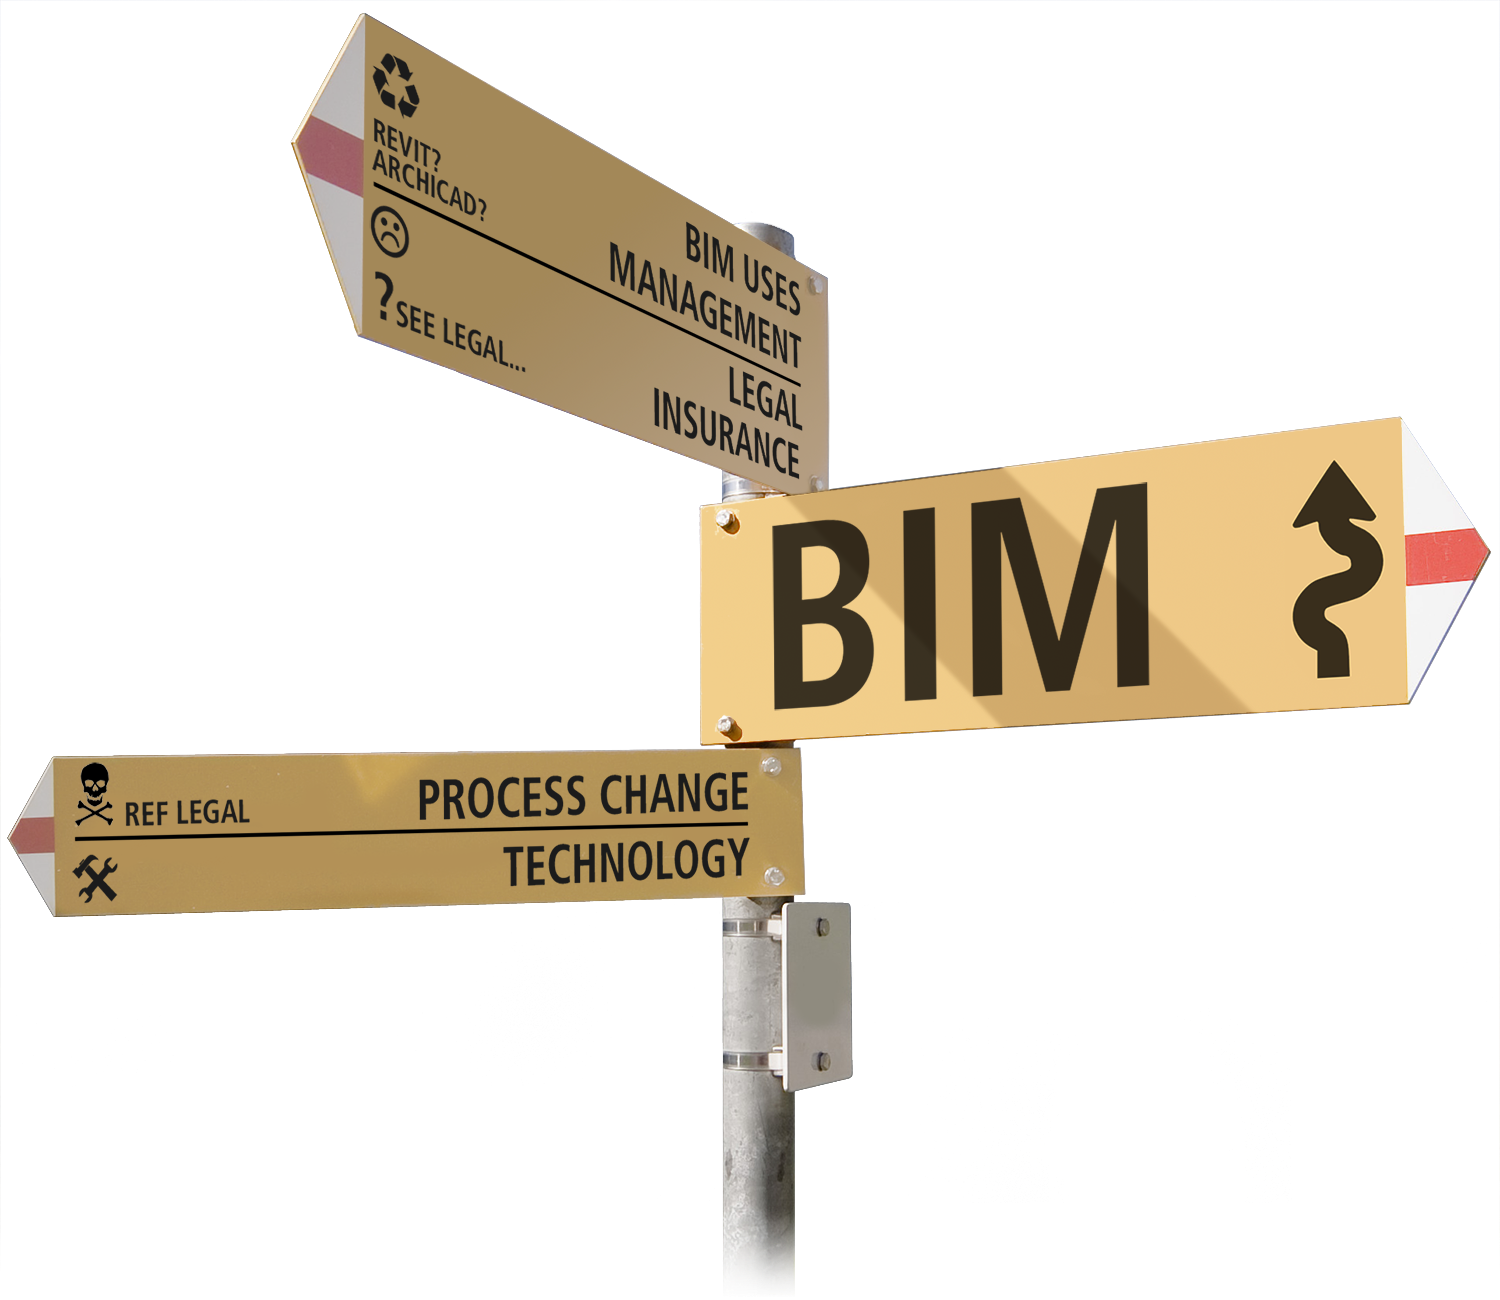 REVIT?
ARCHICAD?
BIM USES
MANAGEMENT
? SEE LEGAL...
LEGAL
INSURANCE
BIM
REF LEGAL
PROCESS CHANGE
TECHNOLOGY